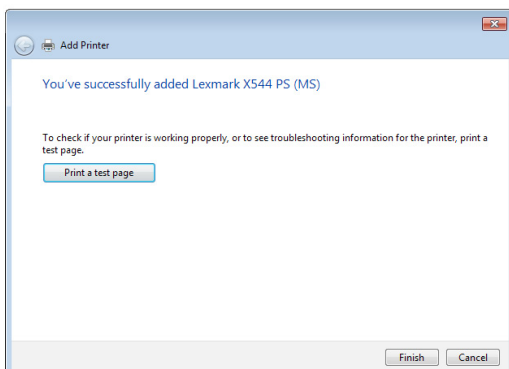 Add Printer
You've successfully added Lexmark X544 PS (MS)
To check if your printer is working properly, or to see troubleshooting information for the printer, print a
test page.
Print a test page
Finish Cancel